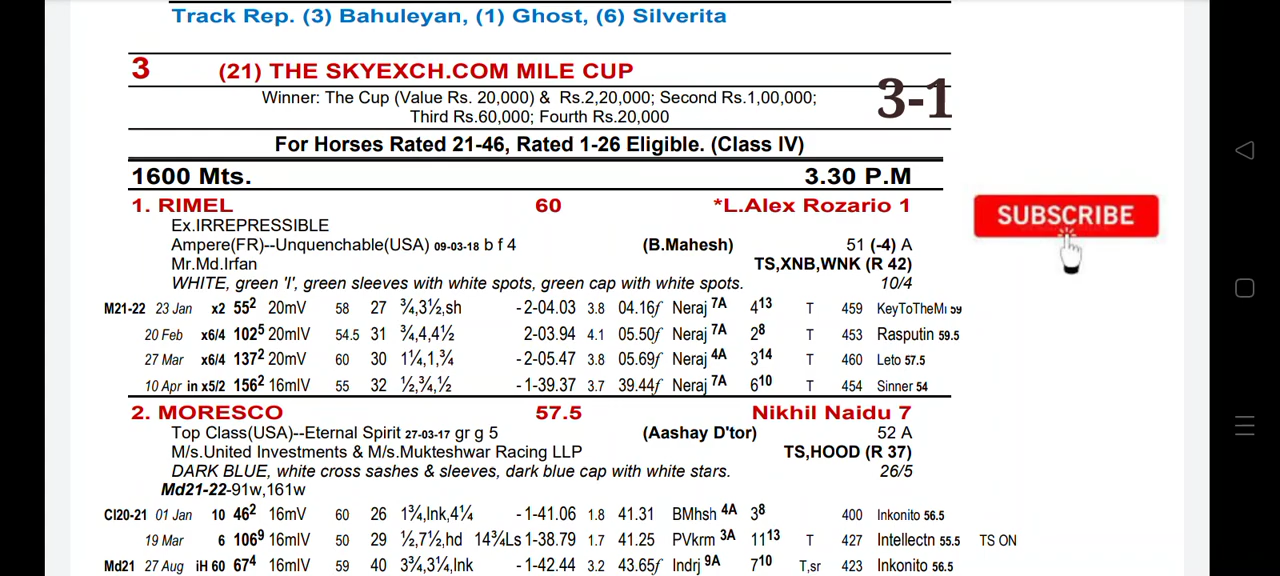 Track Rep. (3) Bahuleyan, (1) Ghost, (6) Silverita
3 (21) THE SKYEXCH.COM MILE CUP
Winner: The Cup (Value Rs. 20,000) & Rs.2,20,000; Second Rs.1,00,000;
Third Rs.60,000; Fourth Rs.20,000
3-1
For Horses Rated 21-46, Rated 1-26 Eligible. (Class IV)
1600 Mts. 3.30 P.M
1. RIMEL 60 *L.Alex Rozario 1
SUBSCRIBE
Ex.IRREPRESSIBLE
Ampere(FR)--Unquenchable(USA) 09-03-18 b f 4 (B.Mahesh) 51 (-4) A
Mr.Md.Irfan TS,XNB,WNK (R 42)
WHITE, green 'I', green sleeves with white spots, green cap with white spots. 10/4
M21-22 23 Jan x2 55² 20mV 58 27 ¾,3½,sh - 2-04.03 3.8 04.16f Neraj 7A 4¹³ T 459 KeyToTheMi 59
20 Feb x6/4 102⁵ 20mIV 54.5 31 ¾,4,4½ 2-03.94 4.1 05.50f Neraj 7A 2⁸ T 453 Rasputin 59.5
27 Mar x6/4 137² 20mV 60 30 1¼,1,¾ - 2-05.47 3.8 05.69f Neraj 4A 3¹⁴ T 460 Leto 57.5
10 Apr in x5/2 156² 16mIV 55 32 ½,¾,½ - 1-39.37 3.7 39.44f Neraj 7A 6¹⁰ T 454 Sinner 54
2. MORESCO 57.5 Nikhil Naidu 7
Top Class(USA)--Eternal Spirit 27-03-17 gr g 5 (Aashay D'tor) 52 A
M/s.United Investments & M/s.Mukteshwar Racing LLP TS,HOOD (R 37)
DARK BLUE, white cross sashes & sleeves, dark blue cap with white stars. 26/5
Md21-22-91w,161w
Cl20-21 01 Jan 10 46² 16mV 60 26 1¾,lnk,4¼ - 1-41.06 1.8 41.31 BMhsh 4A 3⁸ 400 Inkonito 56.5
19 Mar 6 106⁹ 16mIV 50 29 ½,7½,hd 14¾Ls 1-38.79 1.7 41.25 PVkrm 3A 11¹³ T 427 Intellectn 55.5 TS ON
Md21 27 Aug iH 60 67⁴ 16mIV 59 40 3¾,3¼,lnk - 1-42.44 3.2 43.65f Indrj 9A 7¹⁰ T,sr 423 Inkonito 56.5